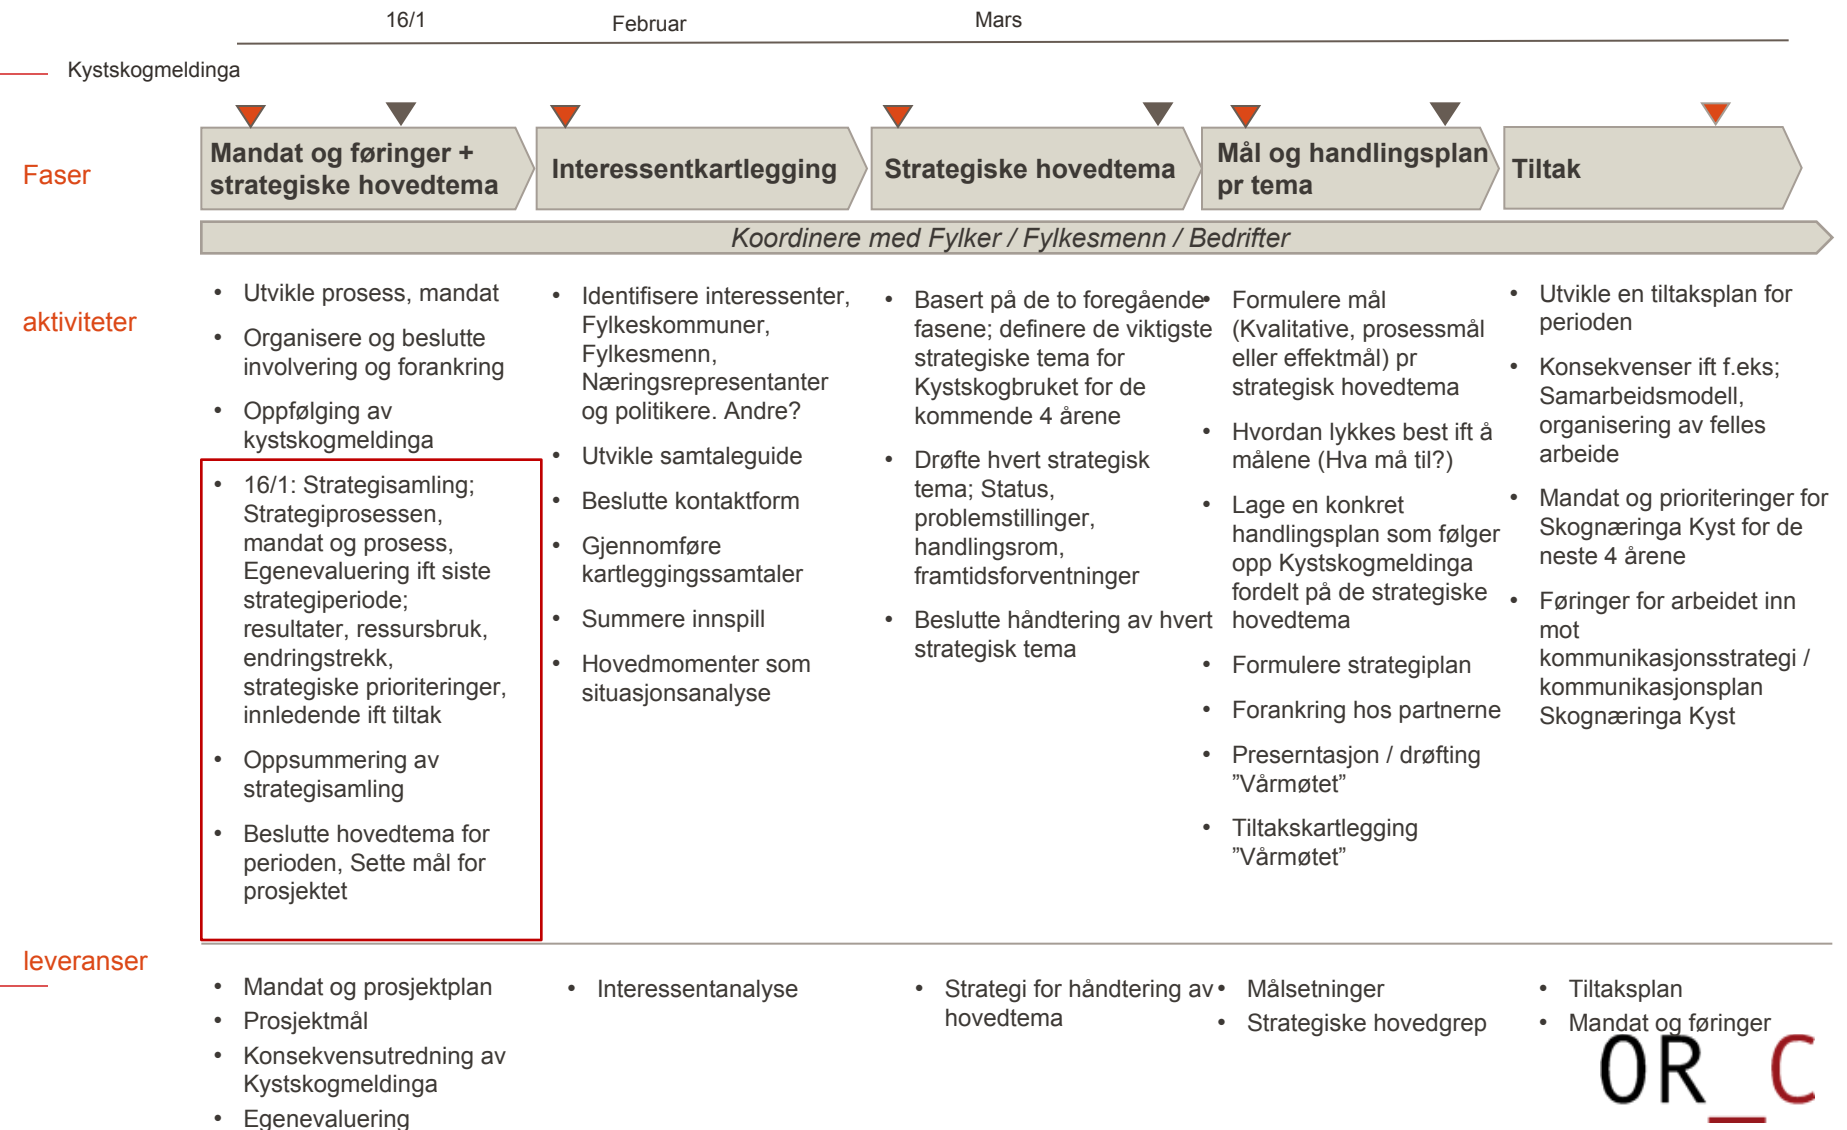 16/1
Februar
Mars
Kystskogmeldinga
Faser
Mandat og føringer +
strategiske hovedtema
Interessentkartlegging
Strategiske hovedtema
Mål og handlingsplan
pr tema
Tiltak
Koordinere med Fylker / Fylkesmenn / Bedrifter
aktiviteter
• Utvikle prosess, mandat
• Organisere og beslutte
involvering og forankring
• Oppfølging av
kystskogmeldinga
• 16/1: Strategisamling;
Strategiprosessen,
mandat og prosess,
Egenevaluering ift siste
strategiperiode;
resultater, ressursbruk,
endringstrekk,
strategiske prioriteringer,
innledende ift tiltak
• Oppsummering av
strategisamling
• Beslutte hovedtema for
perioden, Sette mål for
prosjektet
• Identifisere interessenter,
Fylkeskommuner,
Fylkesmenn,
Næringsrepresentanter
og politikere. Andre?
• Utvikle samtaleguide
• Beslutte kontaktform
• Gjennomføre
kartleggingssamtaler
• Summere innspill
• Hovedmomenter som
situasjonsanalyse
• Basert på de to foregående
fasene; definere de viktigste
strategiske tema for
Kystskogbruket for de
kommende 4 årene
• Drøfte hvert strategisk
tema; Status,
problemstillinger,
handlingsrom,
framtidsforventninger
• Beslutte håndtering av hvert
strategisk tema
• Formulere mål
(Kvalitative, prosessmål
eller effektmål) pr
strategisk hovedtema
• Hvordan lykkes best ift å
målene (Hva må til?)
• Lage en konkret
handlingsplan som følger
opp Kystskogmeldinga
fordelt på de strategiske
hovedtema
• Formulere strategiplan
• Forankring hos partnerne
• Preserntasjon / drøfting
”Vårmøtet”
• Tiltakskartlegging
”Vårmøtet”
• Utvikle en tiltaksplan for
perioden
• Konsekvenser ift f.eks;
Samarbeidsmodell,
organisering av felles
arbeide
• Mandat og prioriteringer for
Skognæringa Kyst for de
neste 4 årene
• Føringer for arbeidet inn
mot
kommunikasjonsstrategi /
kommunikasjonsplan
Skognæringa Kyst
leveranser
• Mandat og prosjektplan
• Prosjektmål
• Konsekvensutredning av
Kystskogmeldinga
• Egenevaluering
• Interessentanalyse
• Strategi for håndtering av
hovedtema
• Målsetninger
• Strategiske hovedgrep
• Tiltaksplan
• Mandat og føringer
OR_C